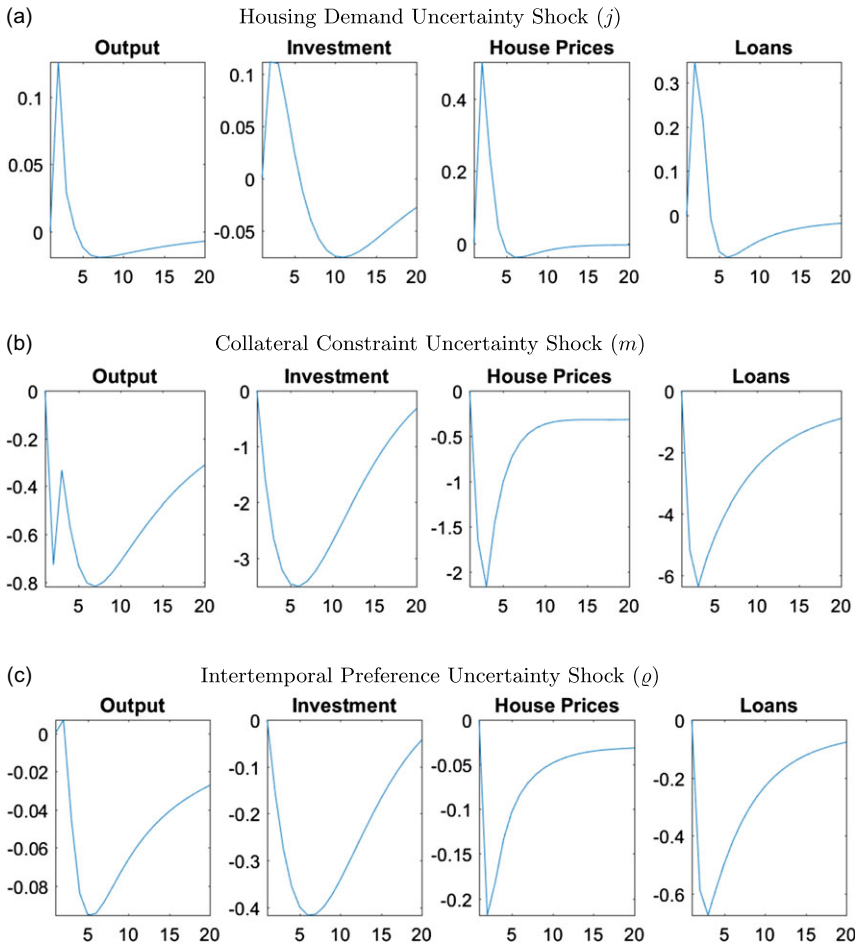 (a) Housing Demand Uncertainty Shock (j)
Output Investment House Prices Loans
0.1 0.05 0
0.1 0.05 0 -0.05
0.4 0.2 0
0.3 0.2 0.1 0
5 10 15 20 5 10 15 20 5 10 15 20 5 10 15 20
(b) Collateral Constraint Uncertainty Shock (m)
Output Investment House Prices Loans
0 -0.2 -0.4 -0.6 -0.8
0 -1 -2 -3
0 -0.5 -1 -1.5 -2
0 -2 -4 -6
5 10 15 20 5 10 15 20 5 10 15 20 5 10 15 20
(c) Intertemporal Preference Uncertainty Shock (ϱ)
Output Investment House Prices Loans
0 -0.02 -0.04 -0.06 -0.08
0 -0.1 -0.2 -0.3 -0.4
0 -0.05 -0.1 -0.15 -0.2
0 -0.2 -0.4 -0.6
5 10 15 20 5 10 15 20 5 10 15 20 5 10 15 20